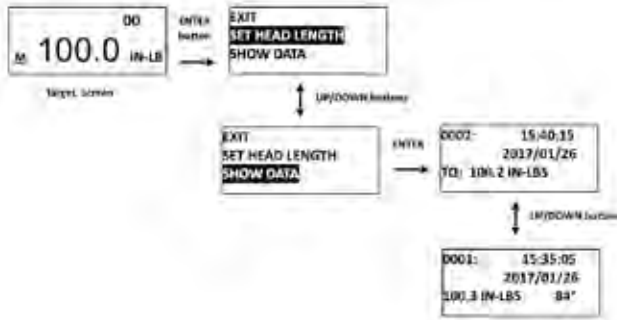 00
M 100.0 IN-LB
Target Screen
ENTER
button
EXIT
SET HEAD LENGTH
SHOW DATA
UP/DOWN buttons
EXIT
SET HEAD LENGTH
SHOW DATA
ENTER
0002: 15:40:15
2017/01/26
TQ: 100.2 IN-LBS
UP/DOWN buttons
0001: 15:35:05
2017/01/26
100.3 IN-LBS 84°